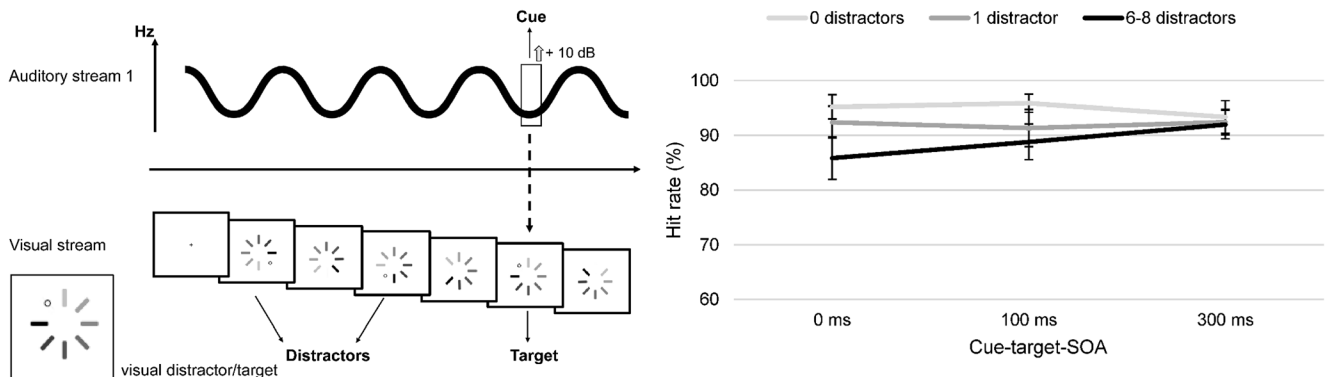 Cue
Hz
+ 10 dB
Auditory stream 1
Visual stream
Distractors
Target
visual distractor/target
0 distractors
1 distractor
6-8 distractors
100
90
80
70
60
Hit rate (%)
0 ms
100 ms
300 ms
Cue-target-SOA